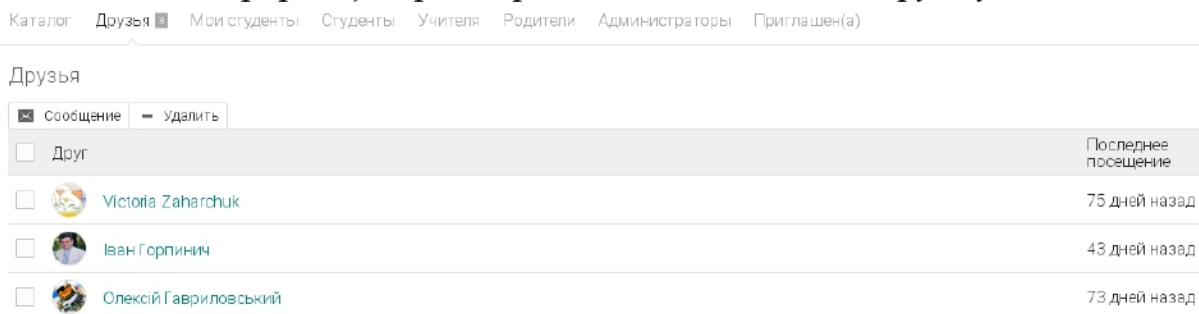 Каталог Друзья 3 Мои студенты Студенты Учителя Родители Администраторы Приглашен(а)
Друзья
Сообщение Удалить
Друг Последнее посещение
Victoria Zaharchuk 75 дней назад
Іван Горпинич 43 дней назад
Олексій Гавриловський 73 дней назад